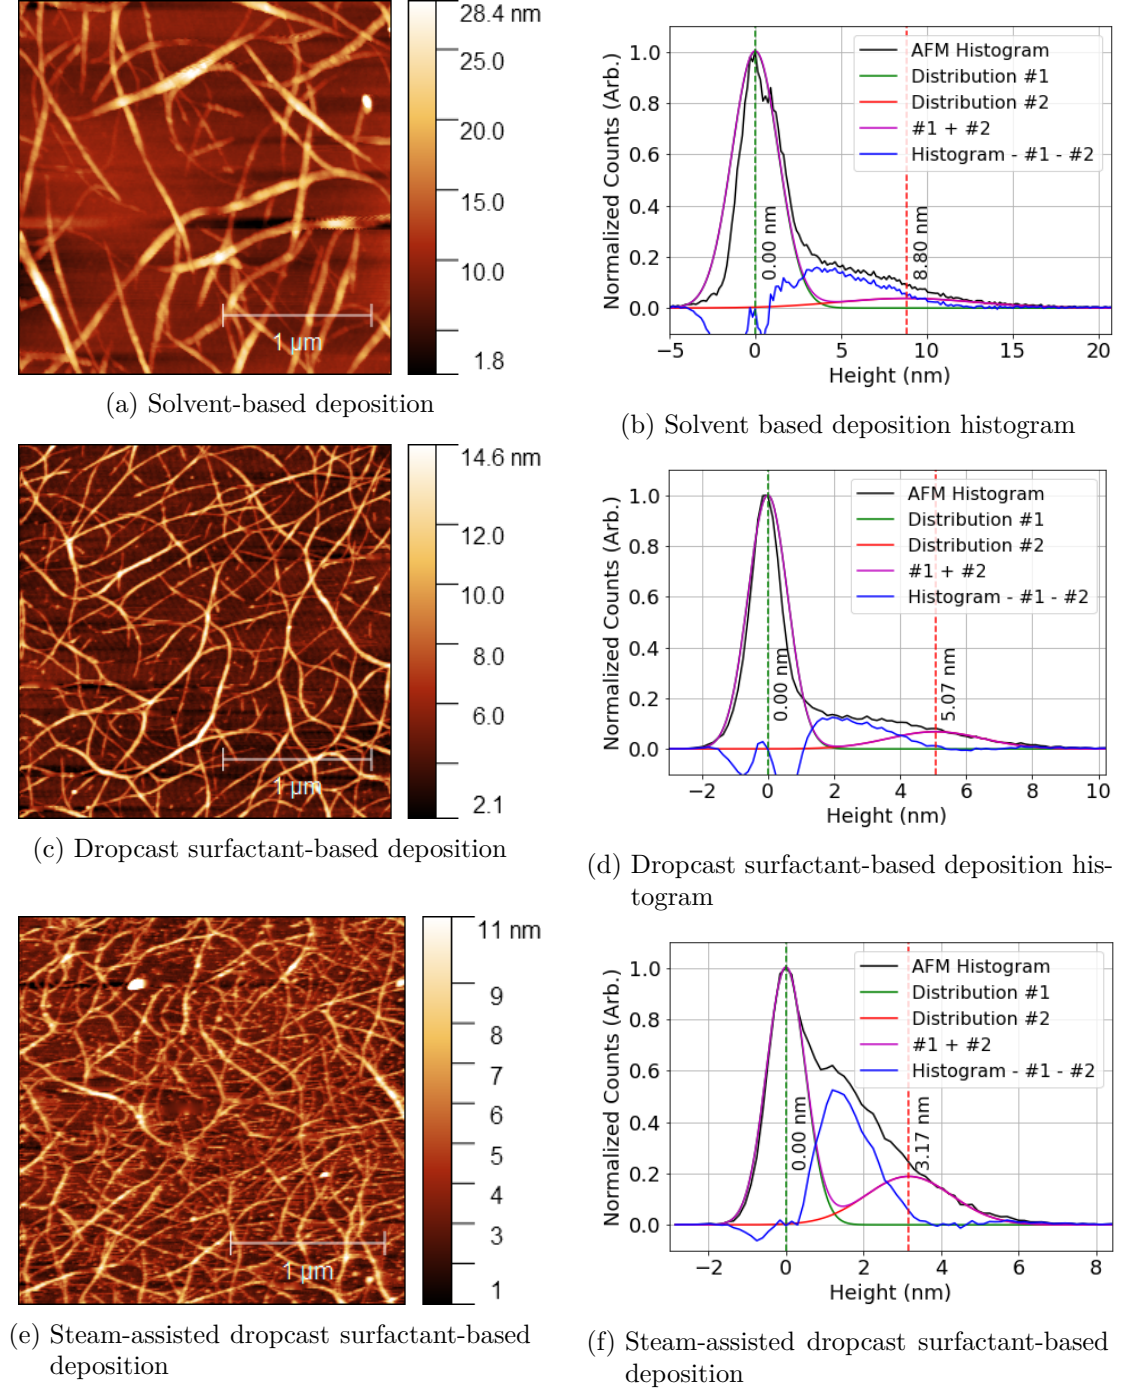 28.4 nm
25.0
20.0
15.0
10.0
1.8
1 μm
(a) Solvent-based deposition
Normalized Counts (Arb.)
1.0
0.8
0.6
0.4
0.2
0.0
AFM Histogram
Distribution #1
Distribution #2
#1 + #2
Histogram - #1 - #2
0.00 nm
8.80 nm
−5 0 5 10 15 20
Height (nm)
(b) Solvent based deposition histogram
14.6 nm
12.0
10.0
8.0
6.0
2.1
1 μm
(c) Dropcast surfactant-based deposition
Normalized Counts (Arb.)
1.0
0.8
0.6
0.4
0.2
0.0
AFM Histogram
Distribution #1
Distribution #2
#1 + #2
Histogram - #1 - #2
0.00 nm
5.07 nm
−2 0 2 4 6 8 10
Height (nm)
(d) Dropcast surfactant-based deposition his-
togram
11 nm
9
8
7
6
5
4
3
1
1 μm
(e) Steam-assisted dropcast surfactant-based
deposition
Normalized Counts (Arb.)
1.0
0.8
0.6
0.4
0.2
0.0
AFM Histogram
Distribution #1
Distribution #2
#1 + #2
Histogram - #1 - #2
0.00 nm
3.17 nm
−2 0 2 4 6 8
Height (nm)
(f) Steam-assisted dropcast surfactant-based
deposition